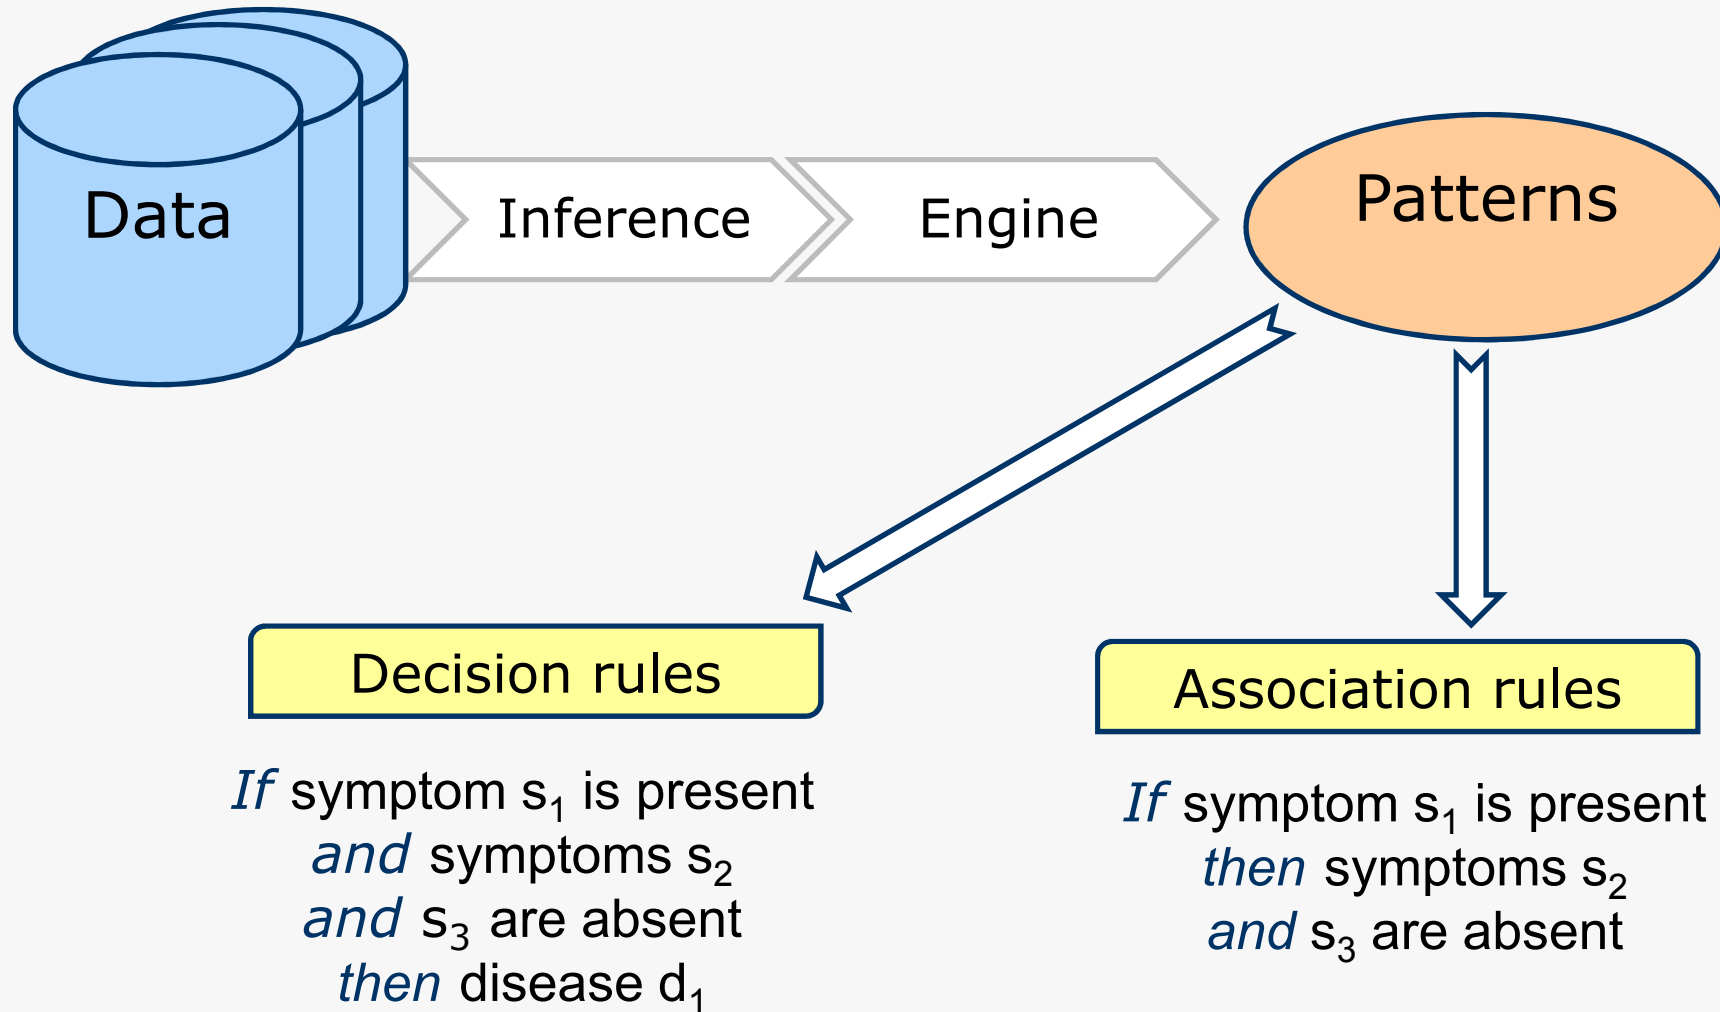 Data
Inference
Engine
Patterns
Decision rules
If symptom s₁ is present
and symptoms s₂
and s₃ are absent
then disease d₁
Association rules
If symptom s₁ is present
then symptoms s₂
and s₃ are absent